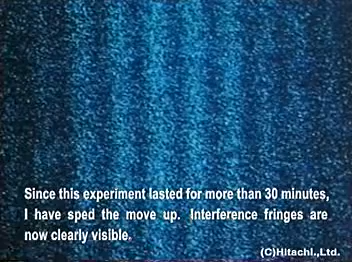 Since this experiment lasted for more than 30 minutes,
I have sped the move up. Interference fringes are
now clearly visible.
(C)Hitachi.,Ltd.